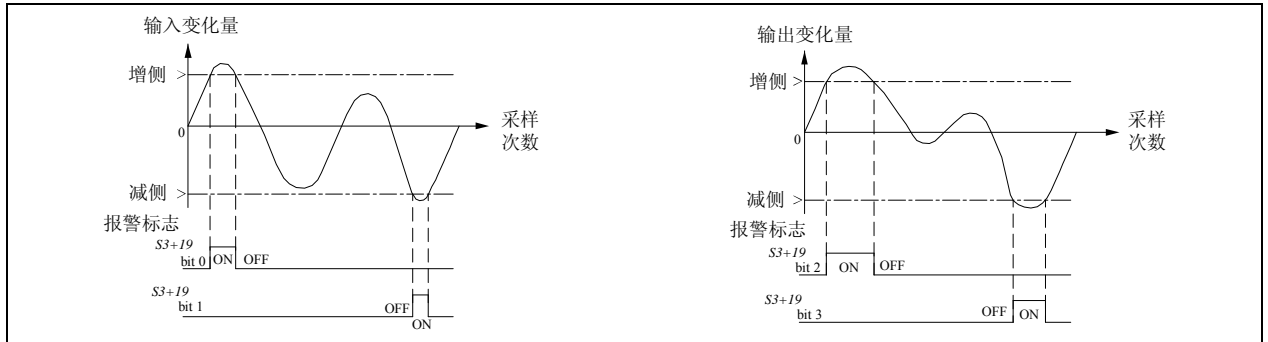 输入变化量
增侧 >
0
采样
次数
减侧 >
报警标志
S3+19
bit 0
ON
OFF
S3+19
bit 1
OFF
ON
输出变化量
增侧 >
0
采样
次数
减侧 >
报警标志
S3+19
bit 2
ON
OFF
S3+19
bit 3
OFF
ON